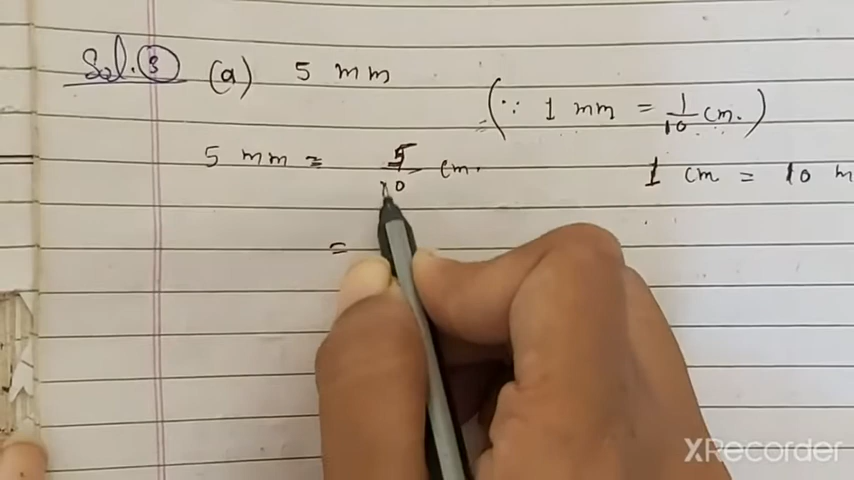 Sol. 3 (a) 5 mm
(∵ 1 mm = 1/10 cm.)
5 mm = 5/10 cm.
1 cm = 10 m
=
XRecorder